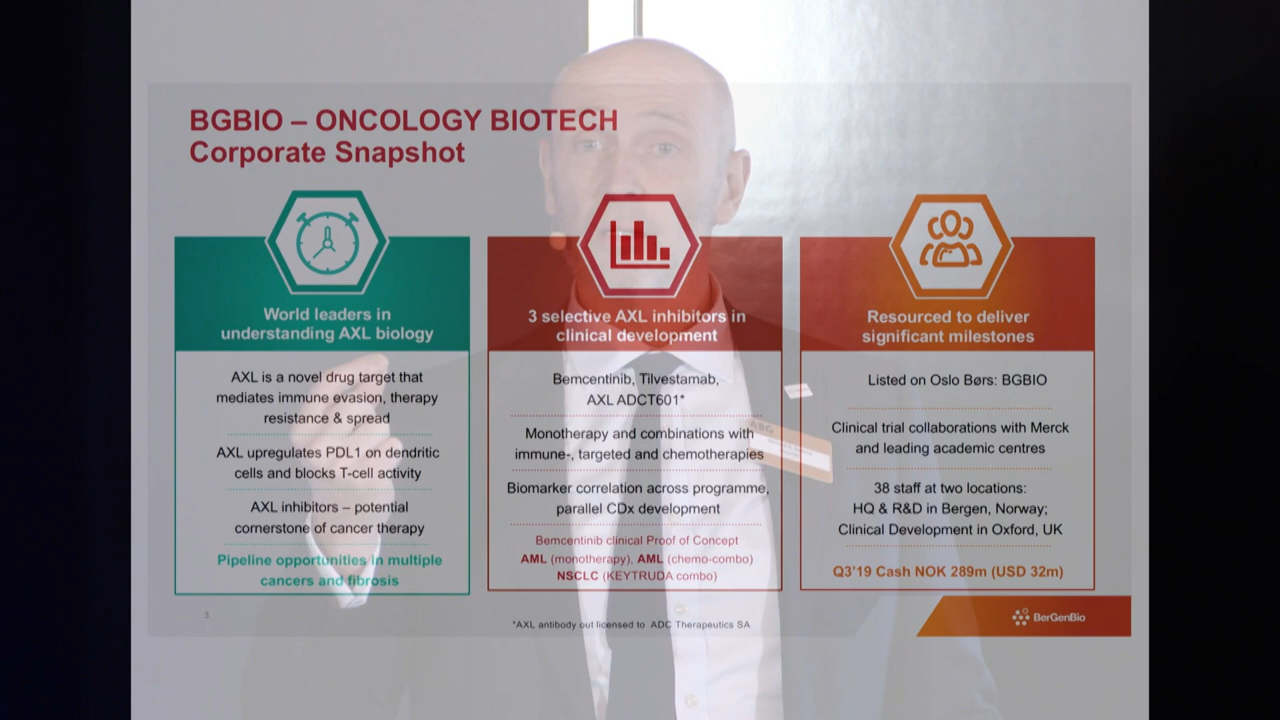 BGBIO – ONCOLOGY BIOTECH
Corporate Snapshot
World leaders in
understanding AXL biology
AXL is a novel drug target that
mediates immune evasion, therapy
resistance & spread
AXL upregulates PDL1 on dendritic
cells and blocks T-cell activity
AXL inhibitors – potential
cornerstone of cancer therapy
Pipeline opportunities in multiple
cancers and fibrosis
3 selective AXL inhibitors in
clinical development
Bemcentinib, Tilvestamab,
AXL ADCT601*
Monotherapy and combinations with
immune-, targeted and chemotherapies
Biomarker correlation across programme,
parallel CDx development
Bemcentinib clinical Proof of Concept
AML (monotherapy), AML (chemo-combo)
NSCLC (KEYTRUDA combo)
Resourced to deliver
significant milestones
Listed on Oslo Børs: BGBIO
Clinical trial collaborations with Merck
and leading academic centres
38 staff at two locations:
HQ & R&D in Bergen, Norway;
Clinical Development in Oxford, UK
Q3'19 Cash NOK 289m (USD 32m)
ABG
3
*AXL antibody out licensed to ADC Therapeutics SA
BerGenBio